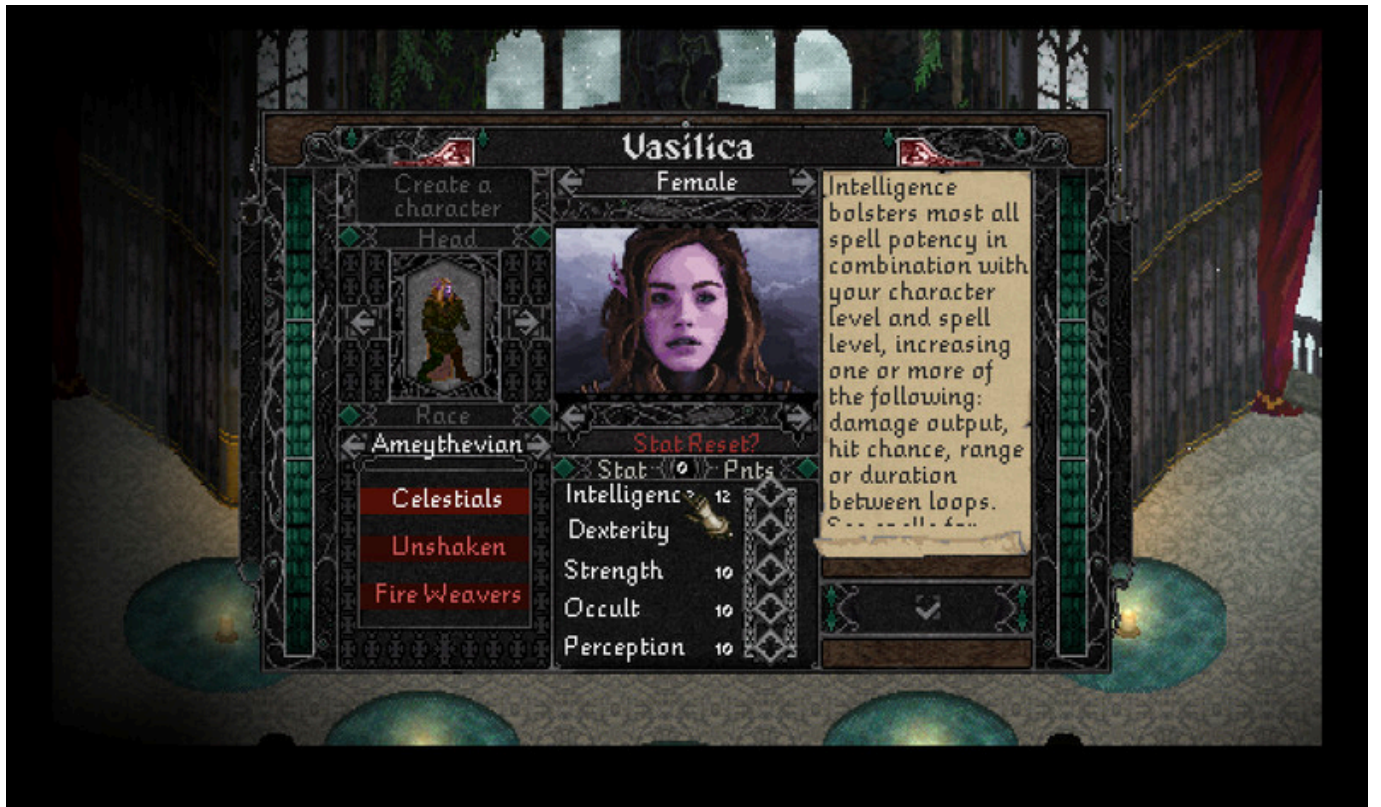 Vasilica
Create a
character
Female
Head
Race
Ameythevian
Celestials
Unshaken
Fire Weavers
Stat Reset?
Stat 0 Pnts
Intelligence 12
Dexterity
Strength 10
Occult 10
Perception 10
Intelligence
bolsters most all
spell potency in
combination with
your character
level and spell
level, increasing
one or more of
the following:
damage output,
hit chance, range
or duration
between loops.